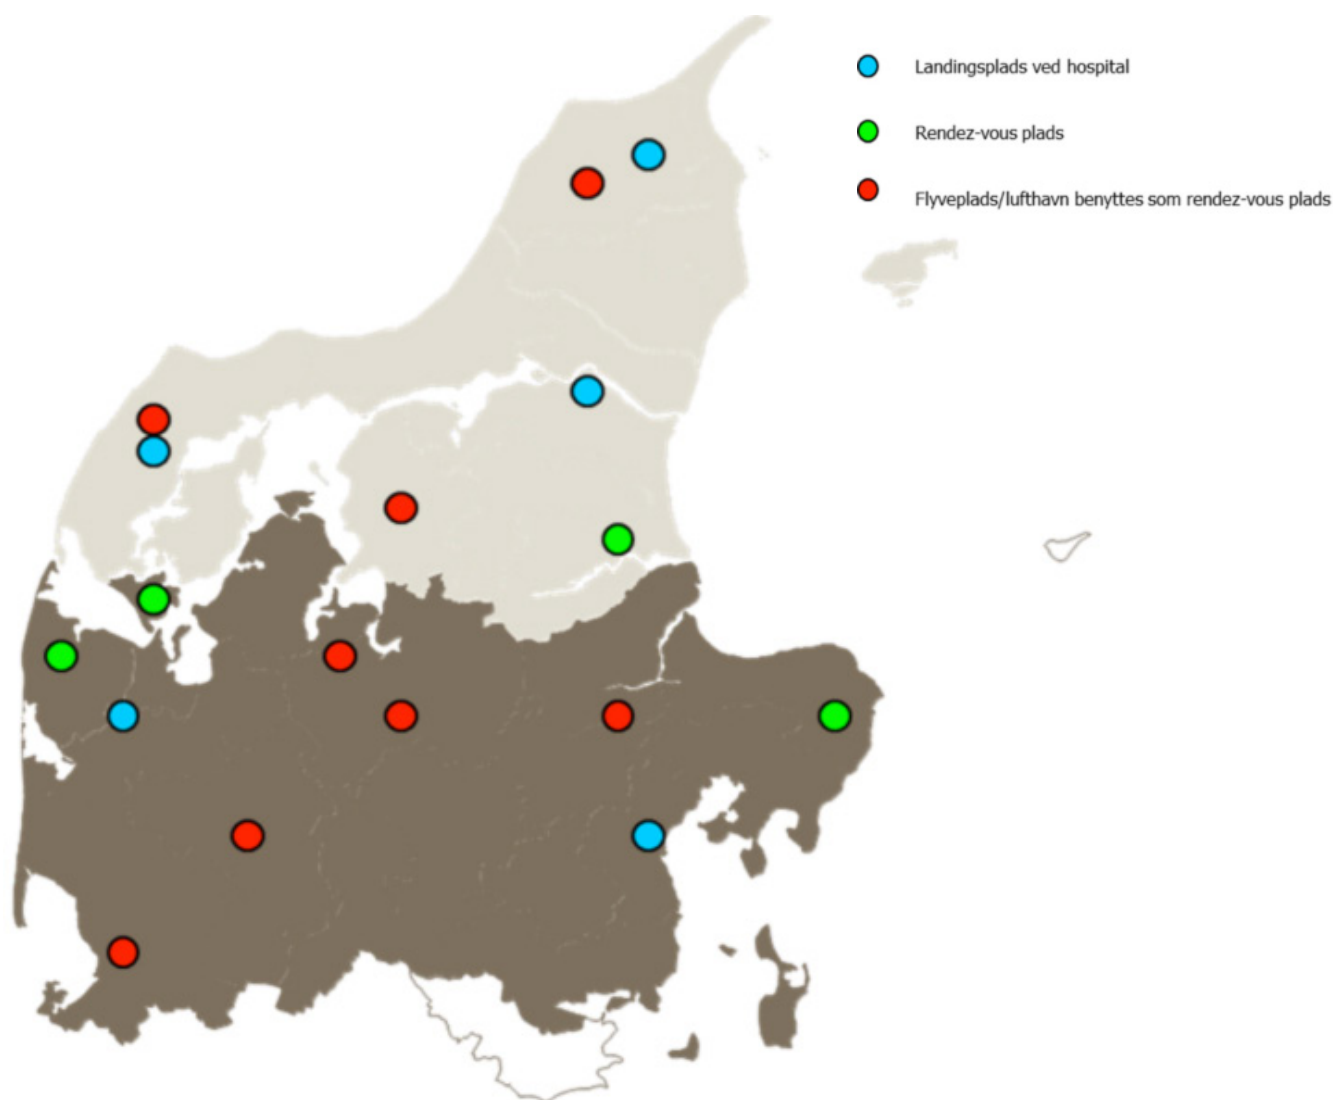 Landingsplads ved hospital
Rendez-vous plads
Flyveplads/lufthavn benyttes som rendez-vous plads